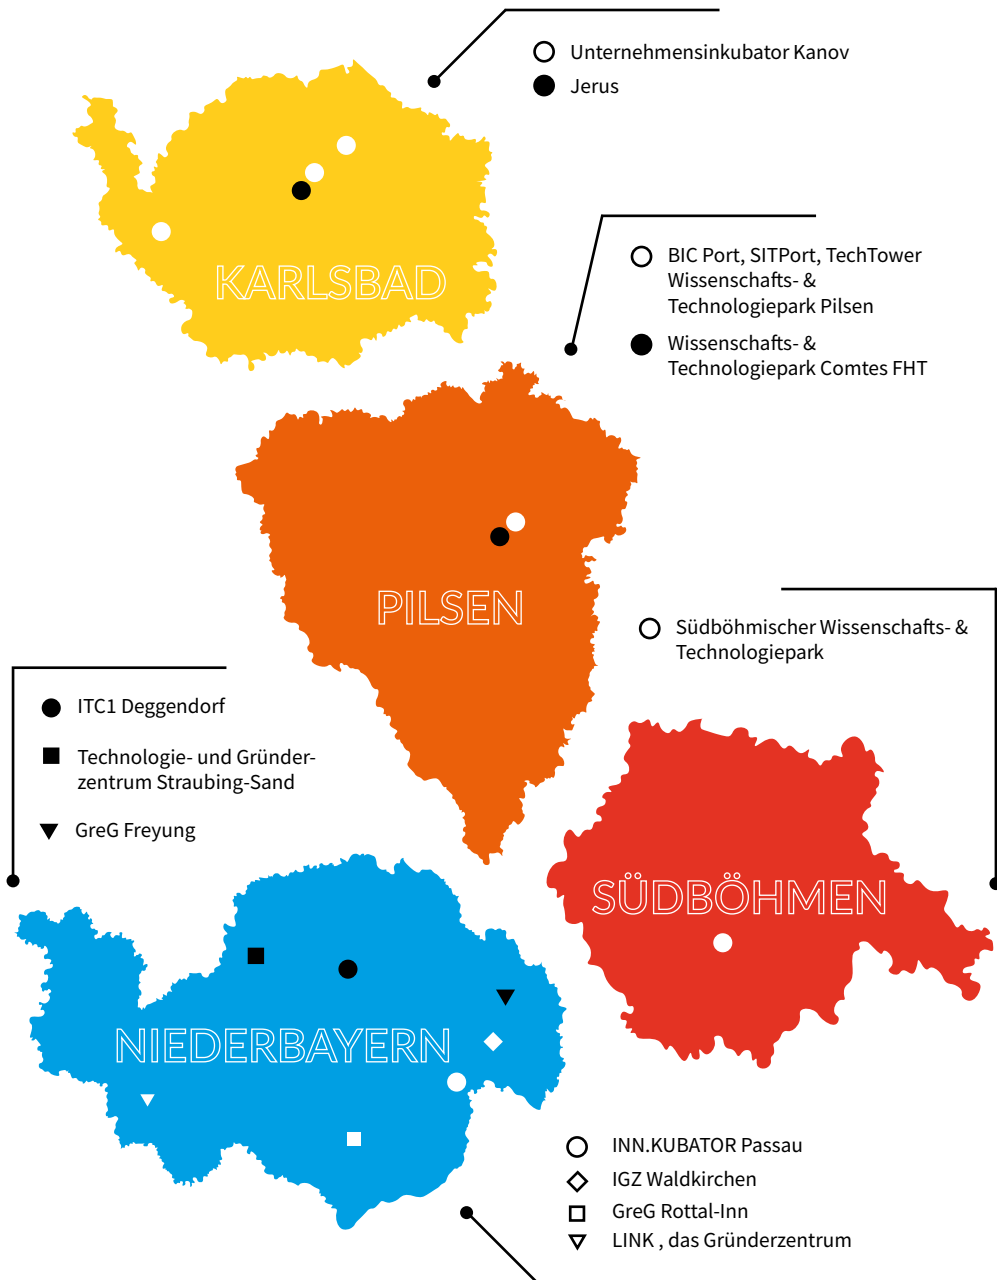 Unternehmensinkubator Kanov
Jerus
KARLSBAD
BIC Port, SITPort, TechTower
Wissenschafts- &
Technologiepark Pilsen
Wissenschafts- &
Technologiepark Comtes FHT
PILSEN
Südböhmischer Wissenschafts- &
Technologiepark
ITC1 Deggendorf
Technologie- und Gründer-
zentrum Straubing-Sand
GreG Freyung
SÜDBÖHMEN
NIEDERBAYERN
INN.KUBATOR Passau
IGZ Waldkirchen
GreG Rottal-Inn
LINK , das Gründerzentrum